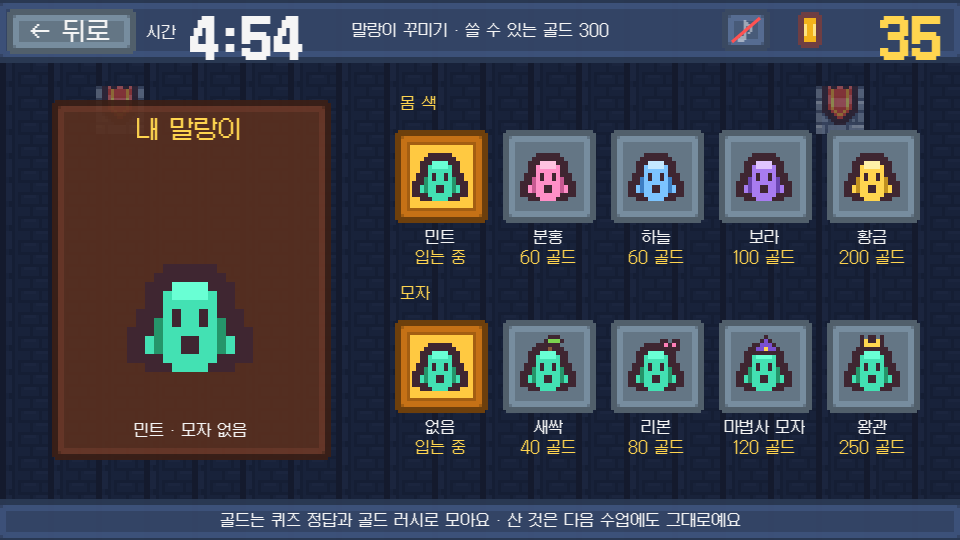 ← 뒤로
시간 4:54
말랑이 꾸미기 · 쓸 수 있는 골드 300
35
내 말랑이
민트 · 모자 없음
몸 색
민트 분홍 하늘 보라 황금
입는 중 60 골드 60 골드 100 골드 200 골드
모자
없음 새싹 리본 마법사 모자 왕관
입는 중 40 골드 80 골드 120 골드 250 골드
골드는 퀴즈 정답과 골드 러시로 모아요 · 산 것은 다음 수업에도 그대로예요